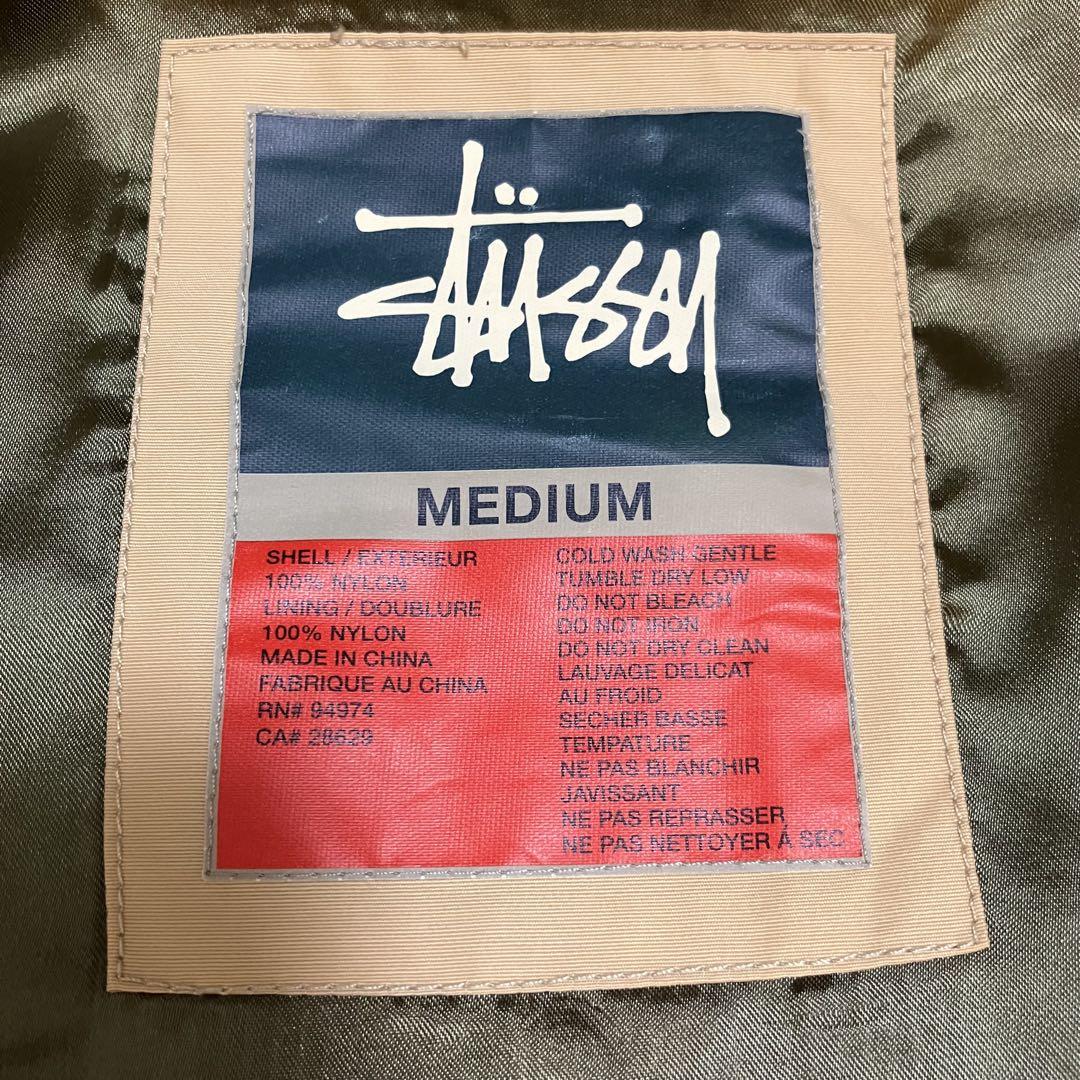 Stüssy
MEDIUM
SHELL / EXTERIEUR
100% NYLON
LINING / DOUBLURE
100% NYLON
MADE IN CHINA
FABRIQUE AU CHINA
RN# 94974
CA# 28629
COLD WASH GENTLE
TUMBLE DRY LOW
DO NOT BLEACH
DO NOT IRON
DO NOT DRY CLEAN
LAUVAGE DELICAT
AU FROID
SECHER BASSE
TEMPATURE
NE PAS BLANCHIR
JAVISSANT
NE PAS REPRASSER
NE PAS NETTOYER À SEC